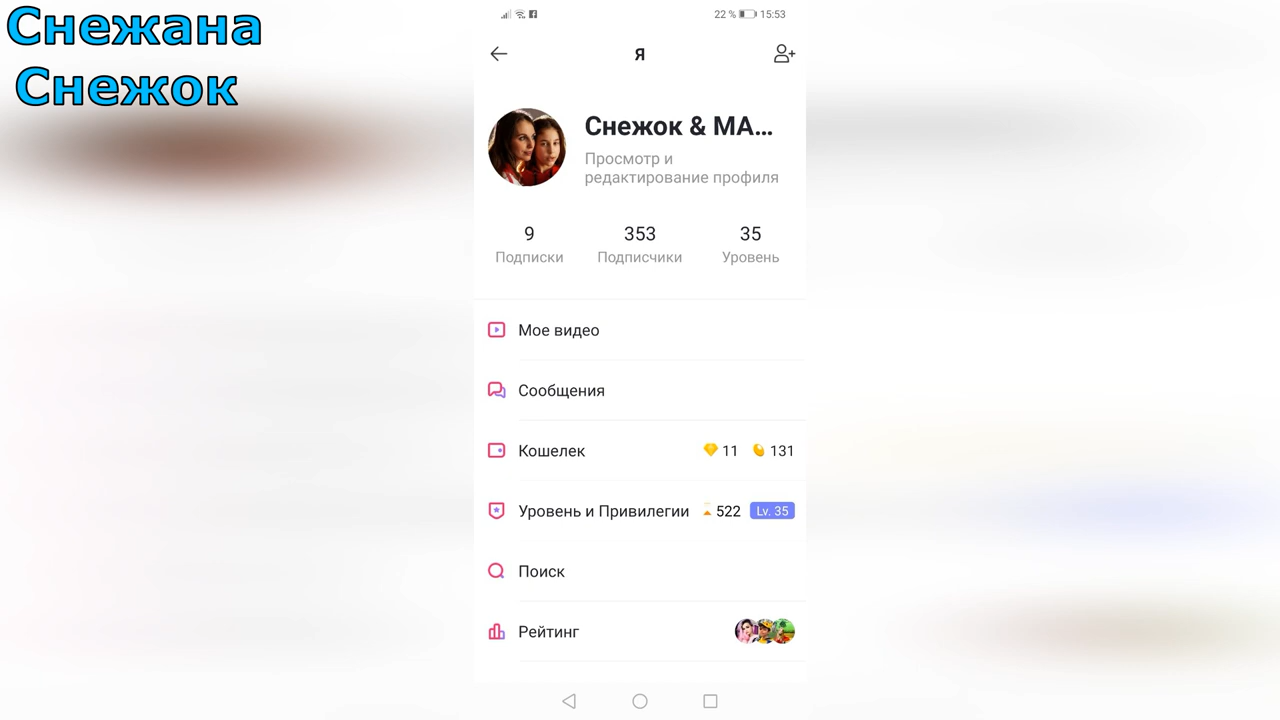 Снежана
Снежок
22 % 15:53
Я
Снежок & МА...
Просмотр и
редактирование профиля
9 353 35
Подписки Подписчики Уровень
Мое видео
Сообщения
Кошелек 11 131
Уровень и Привилегии 522 Lv. 35
Поиск
Рейтинг